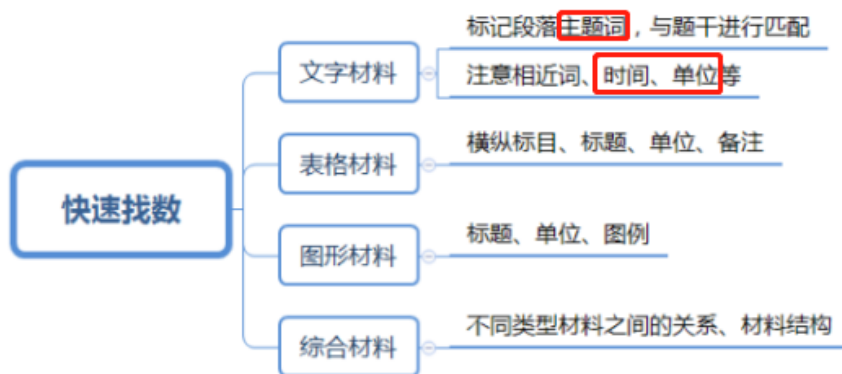 标记段落主题词，与题干进行匹配
文字材料
注意相近词、时间、单位等
表格材料
横纵标目、标题、单位、备注
快速找数
图形材料
标题、单位、图例
综合材料
不同类型材料之间的关系、材料结构